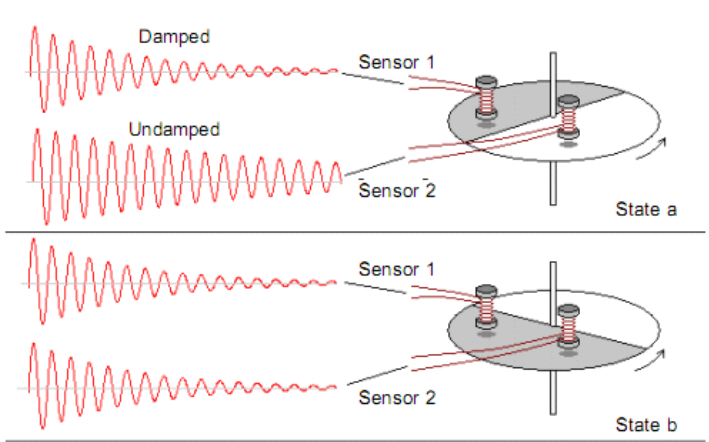 Damped
Sensor 1
Undamped
Sensor 2
State a
Sensor 1
Sensor 2
State b